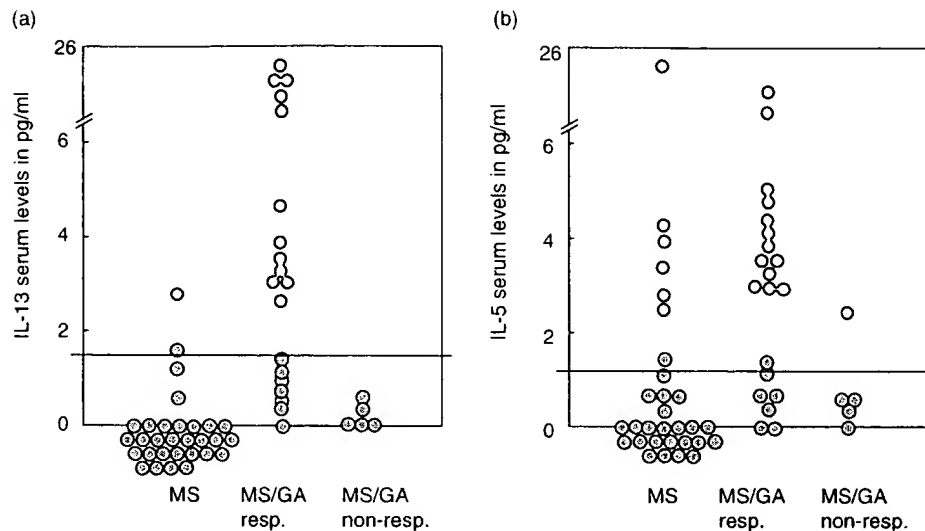 (a)
IL-13 serum levels in pg/ml
26
6
4
2
0
MS
MS/GA
resp.
MS/GA
non-resp.
(b)
IL-5 serum levels in pg/ml
26
6
4
2
0
MS
MS/GA
resp.
MS/GA
non-resp.